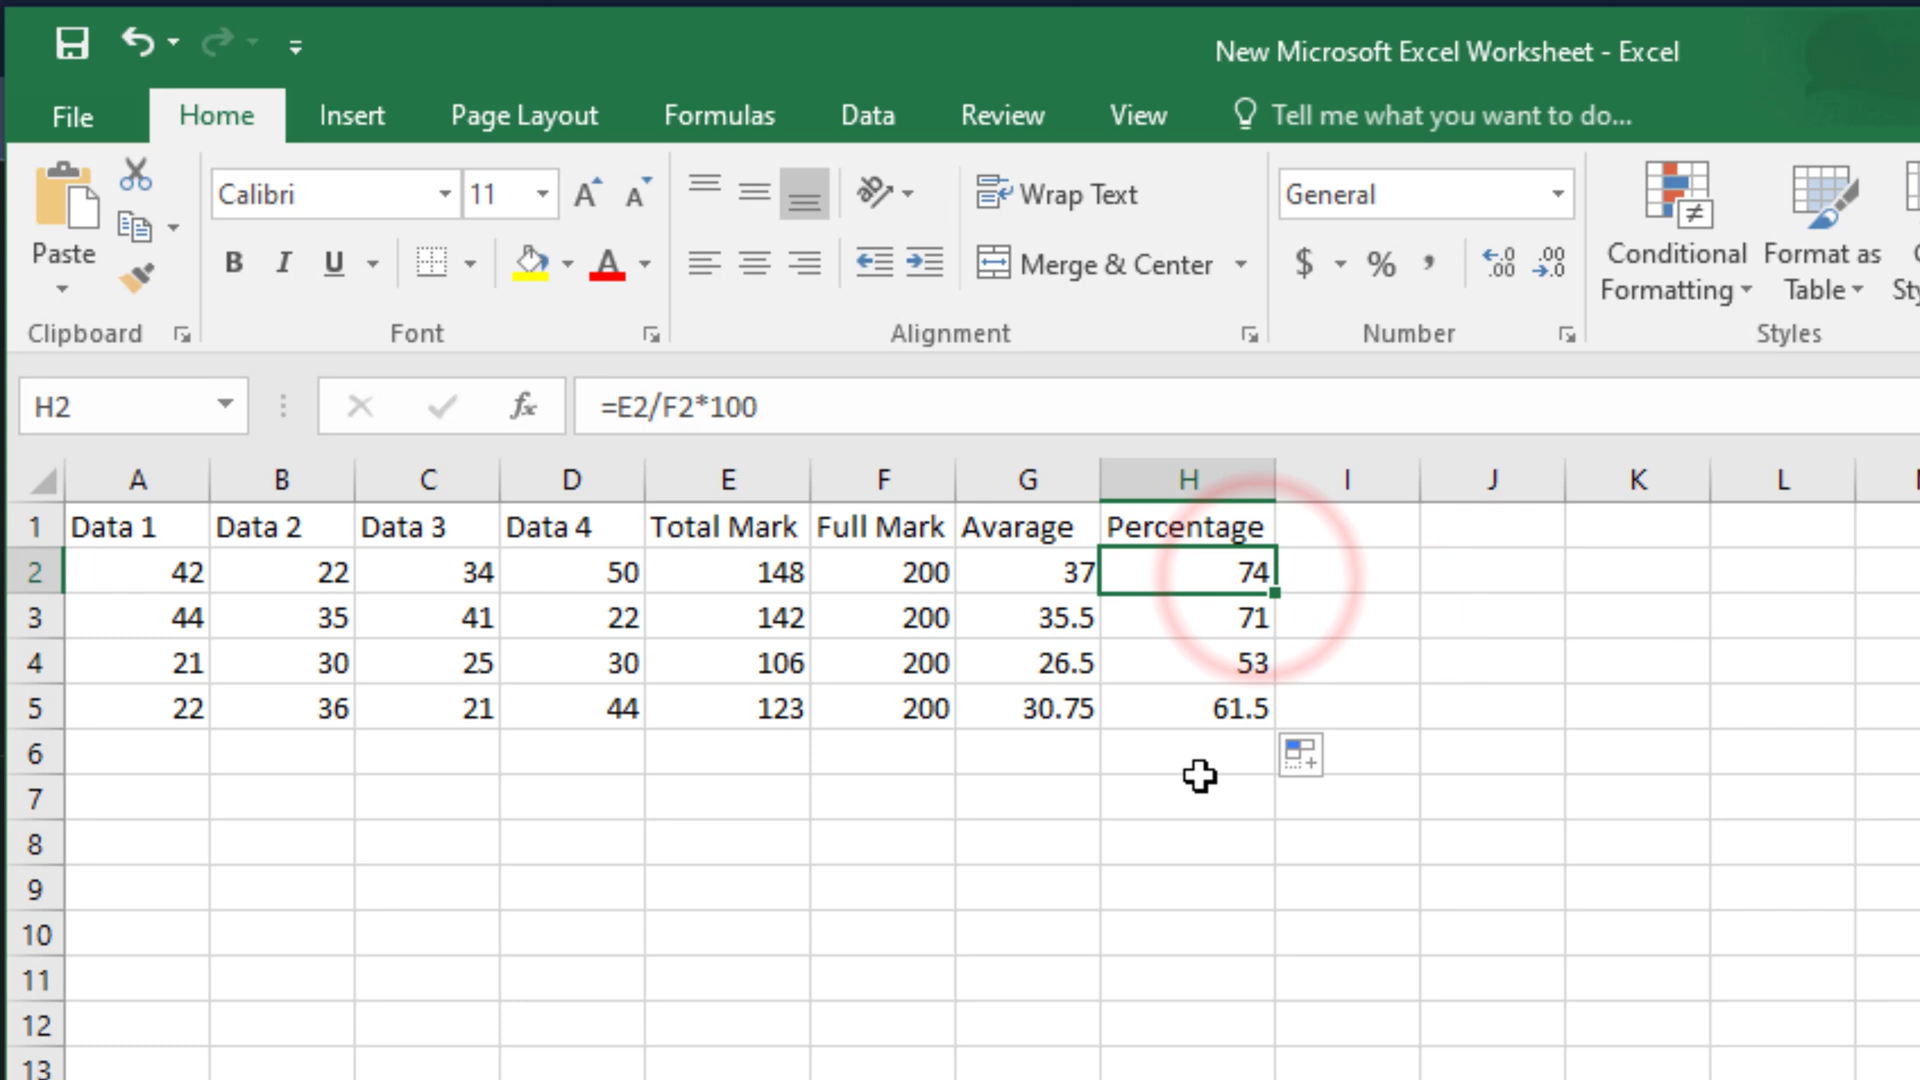 New Microsoft Excel Worksheet - Excel
File Home Insert Page Layout Formulas Data Review View Tell me what you want to do...
Paste
Calibri 11 A A
Wrap Text
General
B I U A
Merge & Center
$ % , .0 .00 .00 .0
Conditional Formatting
Format as Table
Clipboard Font Alignment Number Styles
H2 fx =E2/F2*100
A B C D E F G H I J K L
1 Data 1 Data 2 Data 3 Data 4 Total Mark Full Mark Avarage Percentage
2 42 22 34 50 148 200 37 74
3 44 35 41 22 142 200 35.5 71
4 21 30 25 30 106 200 26.5 53
5 22 36 21 44 123 200 30.75 61.5
6
7
8
9
10
11
12
13